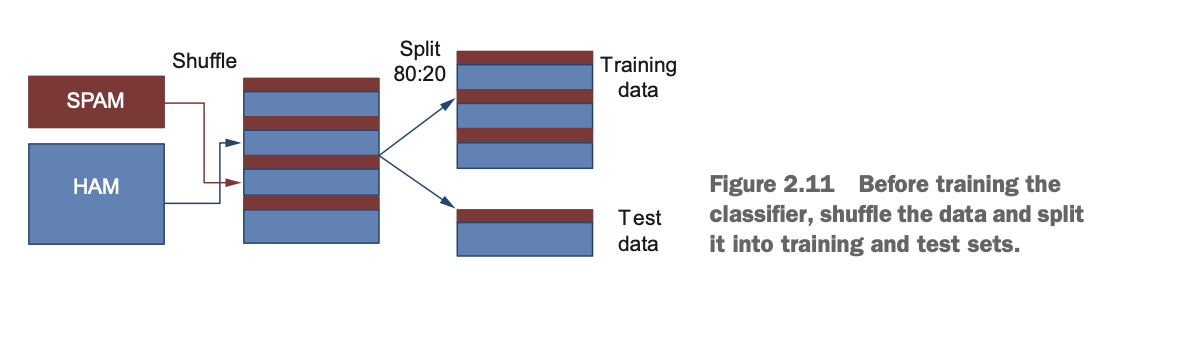 Shuffle
SPAM
HAM
Split
80:20
Training
data
Test
data
Figure 2.11 Before training the
classifier, shuffle the data and split
it into training and test sets.